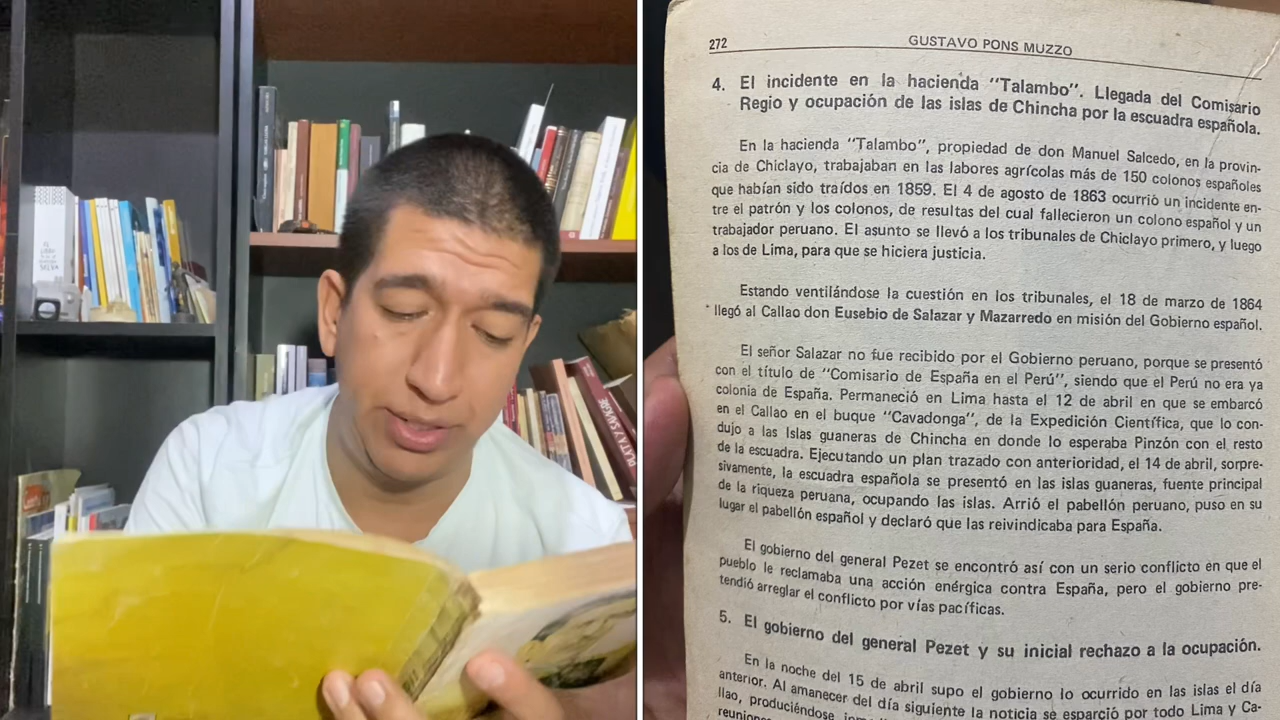 PLATA Y SANGRE
272
GUSTAVO PONS MUZZO
4. El incidente en la hacienda "Talambo". Llegada del Comisario
Regio y ocupación de las islas de Chincha por la escuadra española.
En la hacienda "Talambo", propiedad de don Manuel Salcedo, en la provin-
cia de Chiclayo, trabajaban en las labores agrícolas más de 150 colonos españoles
que habían sido traídos en 1859. El 4 de agosto de 1863 ocurrió un incidente en-
tre el patrón y los colonos, de resultas del cual fallecieron un colono español y un
trabajador peruano. El asunto se llevó a los tribunales de Chiclayo primero, y luego
a los de Lima, para que se hiciera justicia.
Estando ventilándose la cuestión en los tribunales, el 18 de marzo de 1864
llegó al Callao don Eusebio de Salazar y Mazarredo en misión del Gobierno español.
El señor Salazar no fue recibido por el Gobierno peruano, porque se presentó
con el título de "Comisario de España en el Perú", siendo que el Perú no era ya
colonia de España. Permaneció en Lima hasta el 12 de abril en que se embarcó
en el Callao en el buque "Cavadonga", de la Expedición Científica, que lo con-
dujo a las Islas guaneras de Chincha en donde lo esperaba Pinzón con el resto
de la escuadra. Ejecutando un plan trazado con anterioridad, el 14 de abril, sorpre-
sivamente, la escuadra española se presentó en las islas guaneras, fuente principal
de la riqueza peruana, ocupando las islas. Arrió el pabellón peruano, puso en su
lugar el pabellón español y declaró que las reivindicaba para España.
El gobierno del general Pezet se encontró así con un serio conflicto en que el
pueblo le reclamaba una acción enérgica contra España, pero el gobierno pre-
tendió arreglar el conflicto por vías pacíficas.
5. El gobierno del general Pezet y su inicial rechazo a la ocupación.
En la noche del 15 de abril supo el gobierno lo ocurrido en las islas el día
anterior. Al amanecer del día siguiente la noticia se esparció por todo Lima y Ca-
llao, produciéndose
reuniones